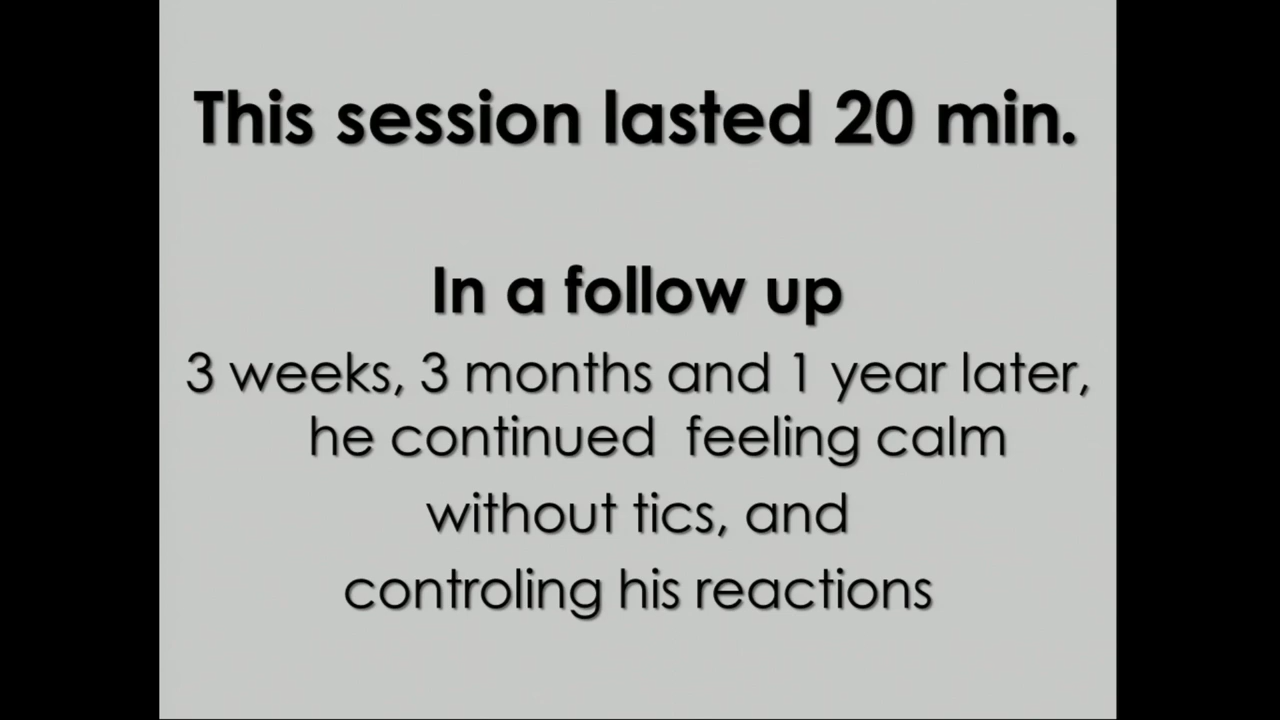 This session lasted 20 min.
In a follow up
3 weeks, 3 months and 1 year later,
he continued feeling calm
without tics, and
controling his reactions